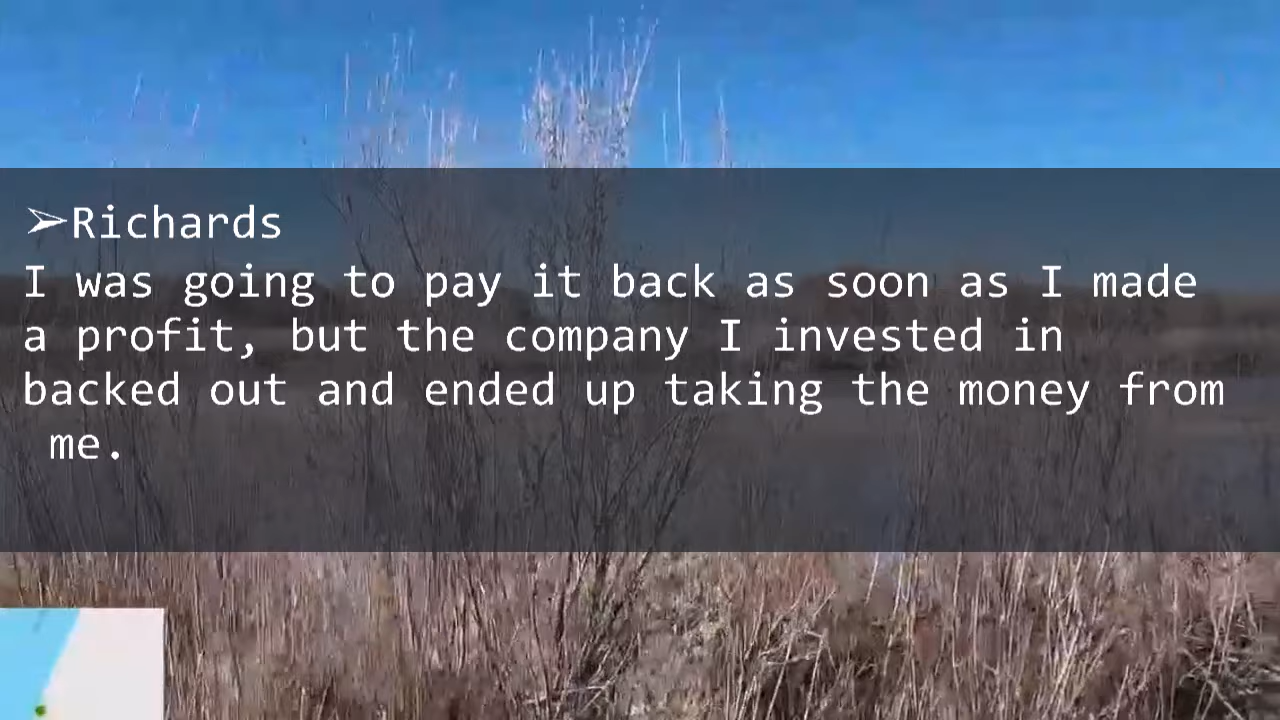 ➢Richards
I was going to pay it back as soon as I made
a profit, but the company I invested in
backed out and ended up taking the money from
me.